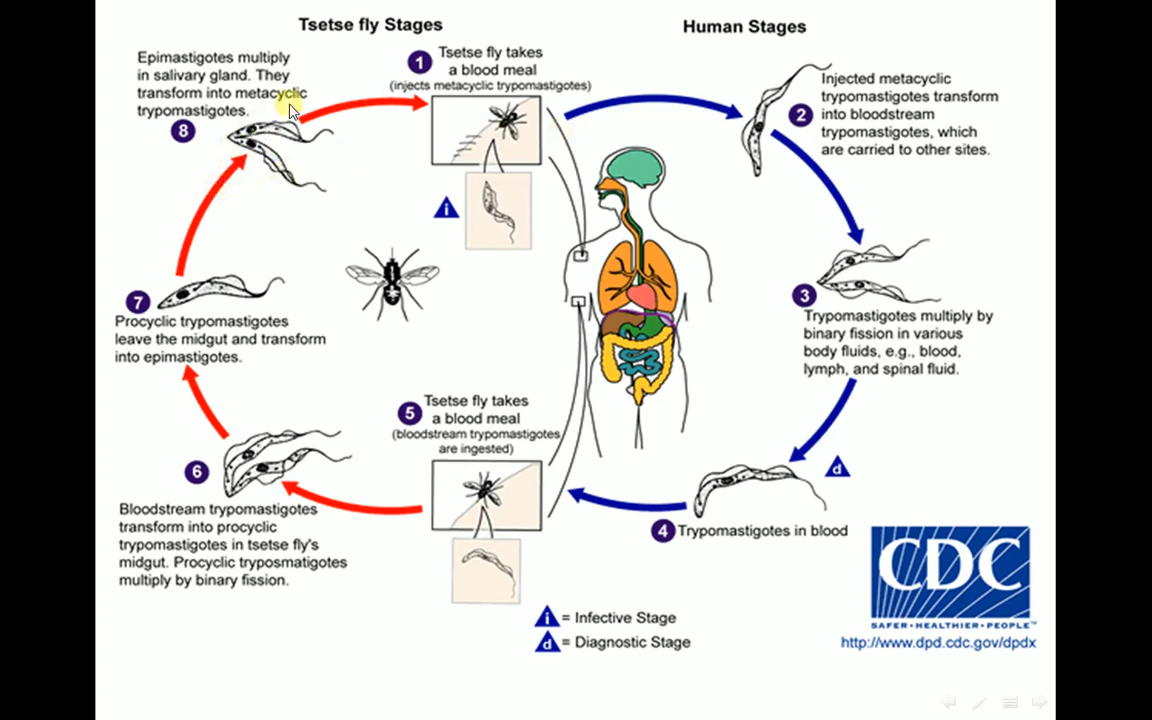 Tsetse fly Stages
Human Stages
1
Tsetse fly takes
a blood meal
(injects metacyclic trypomastigotes)
i
2
Injected metacyclic
trypomastigotes transform
into bloodstream
trypomastigotes, which
are carried to other sites.
3
Trypomastigotes multiply by
binary fission in various
body fluids, e.g., blood,
lymph, and spinal fluid.
d
4
Trypomastigotes in blood
5
Tsetse fly takes
a blood meal
(bloodstream trypomastigotes
are ingested)
6
Bloodstream trypomastigotes
transform into procyclic
trypomastigotes in tsetse fly's
midgut. Procyclic tryposmatigotes
multiply by binary fission.
7
Procyclic trypomastigotes
leave the midgut and transform
into epimastigotes.
Epimastigotes multiply
in salivary gland. They
transform into metacyclic
trypomastigotes.
8
i = Infective Stage
d = Diagnostic Stage
CDC
SAFER•HEALTHIER•PEOPLE™
http://www.dpd.cdc.gov/dpdx